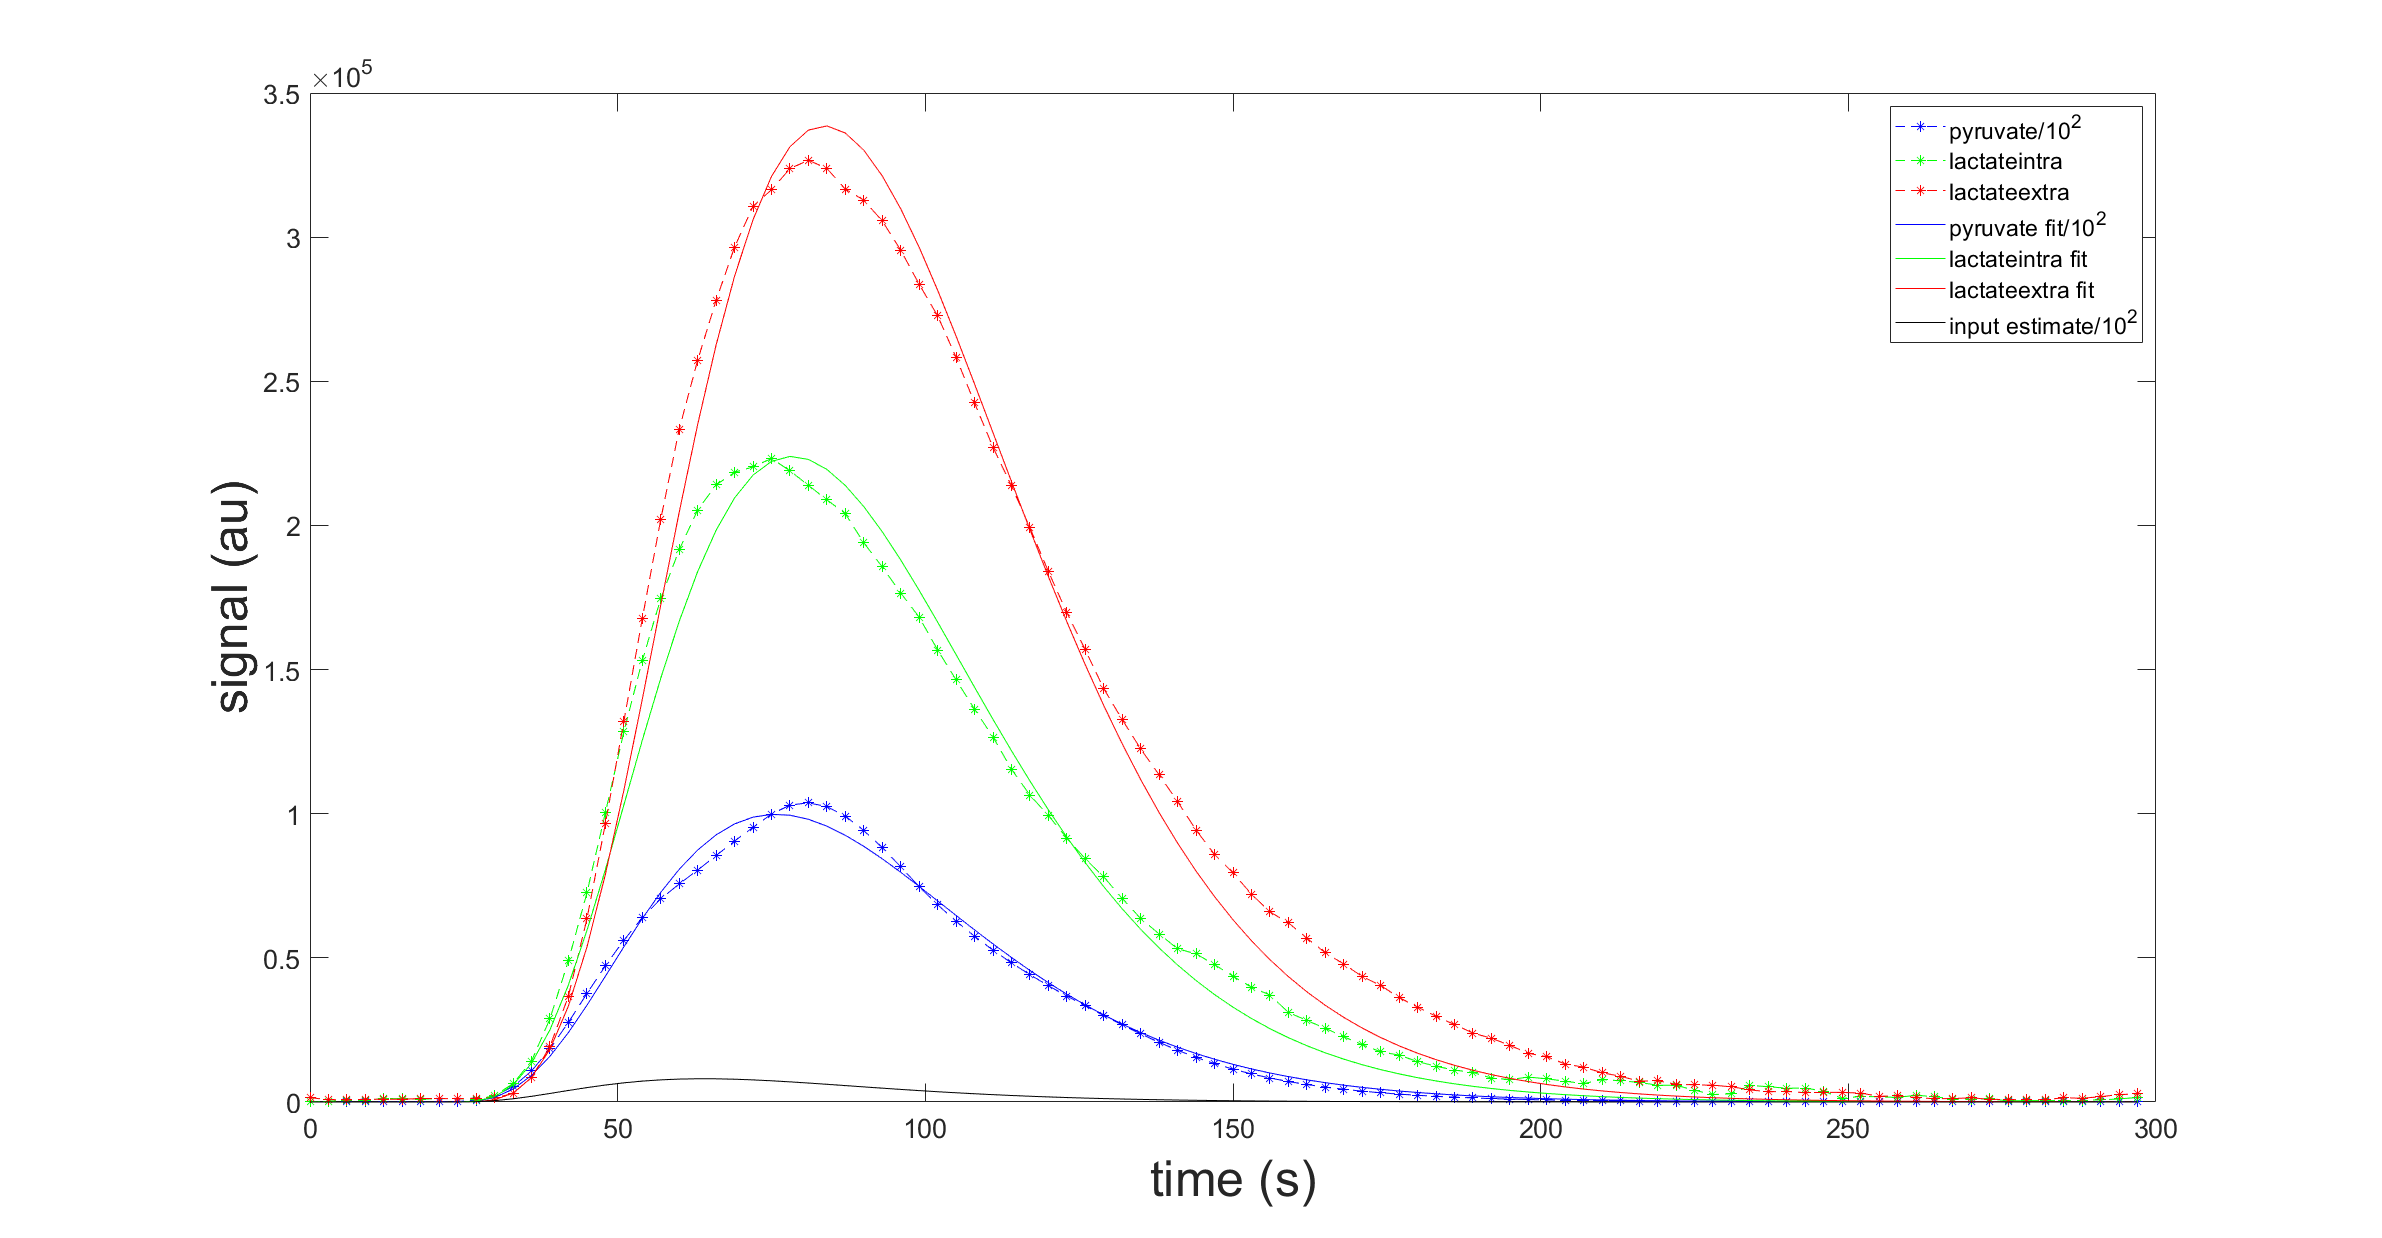 ×10^5
3.5
3
2.5
2
1.5
1
0.5
0
signal (au)
0 50 100 150 200 250 300
time (s)
pyruvate/10^2
lactateintra
lactateextra
pyruvate fit/10^2
lactateintra fit
lactateextra fit
input estimate/10^2